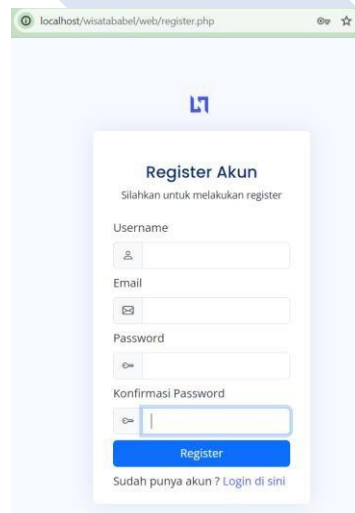 localhost/wisatababel/web/register.php
Register Akun
Silahkan untuk melakukan register
Username
Email
Password
Konfirmasi Password
Register
Sudah punya akun ? Login di sini